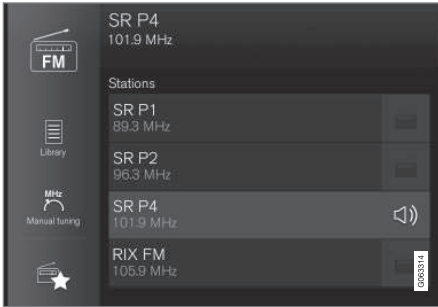 SR P4
101.9 MHz
FM
Stations
SR P1
89.3 MHz
Library
SR P2
96.3 MHz
MHz
Manual tuning
SR P4
101.9 MHz
RIX FM
105.9 MHz
G063314